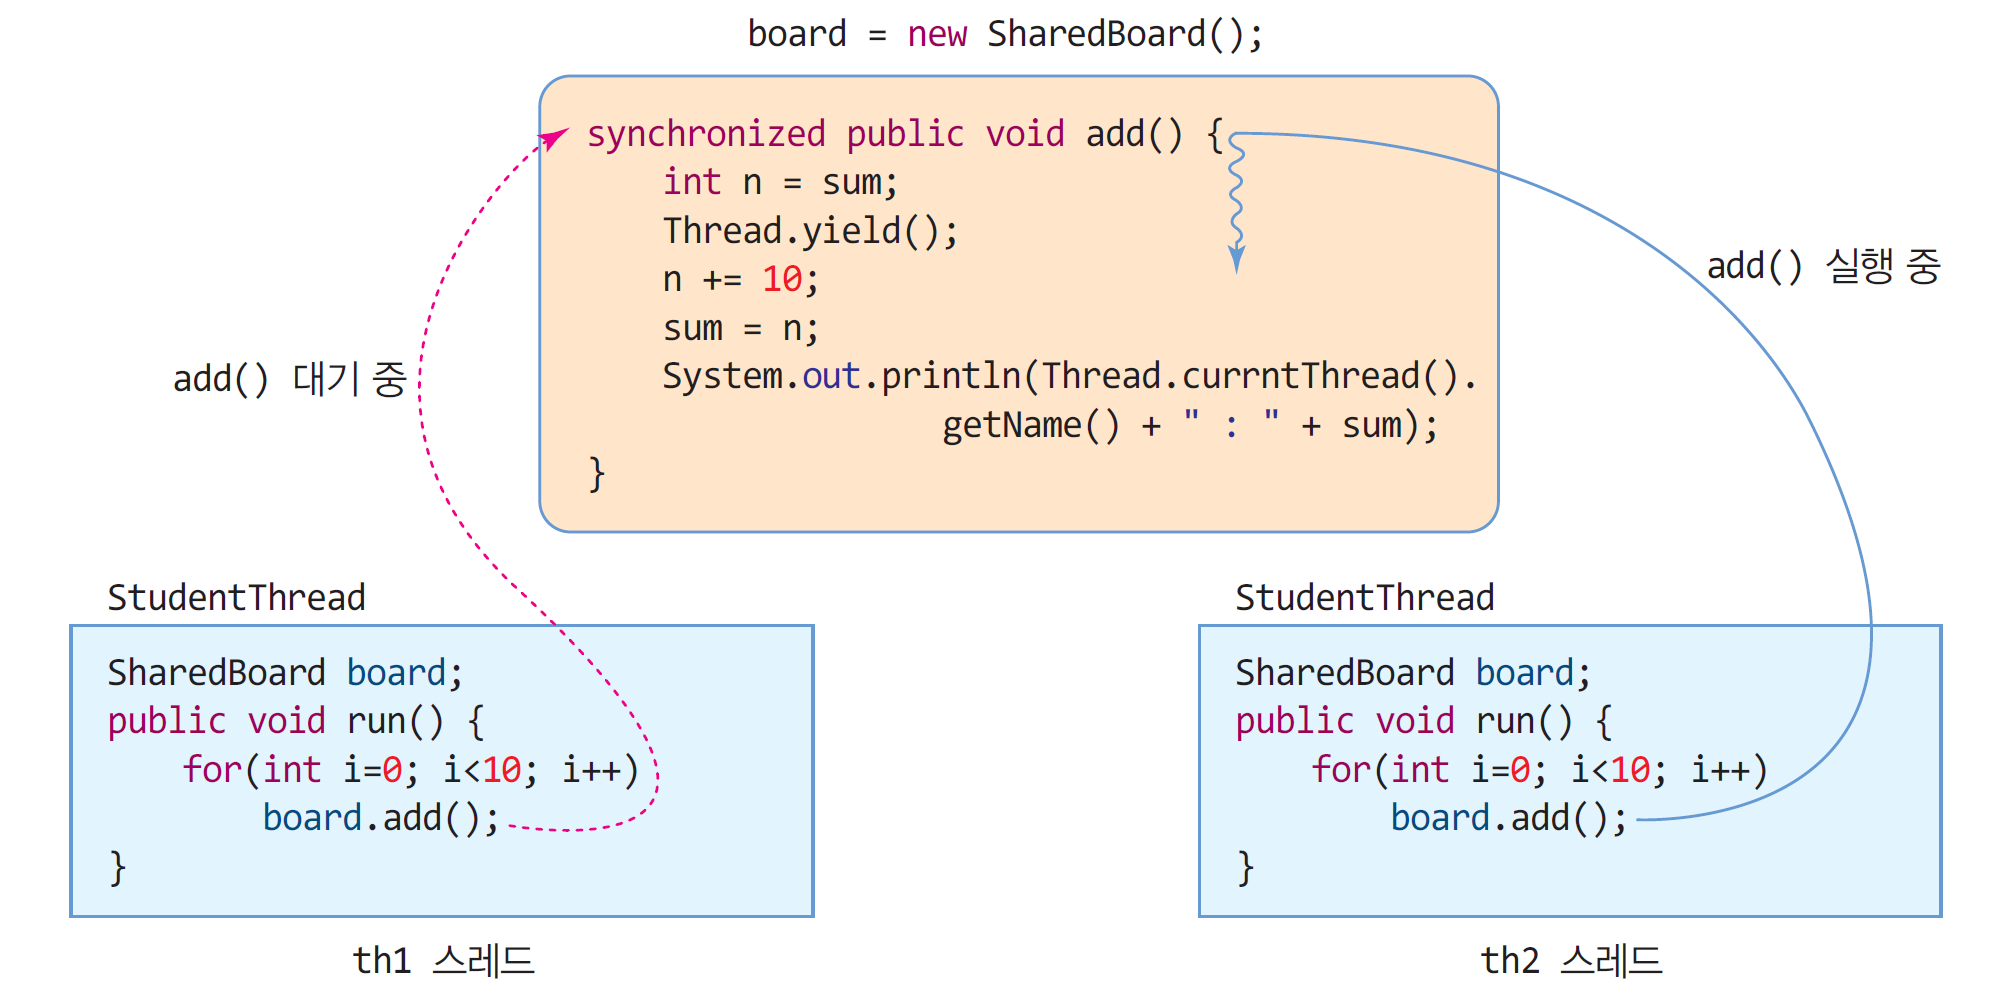 board = new SharedBoard();
synchronized public void add() {
int n = sum;
Thread.yield();
n += 10;
sum = n;
System.out.println(Thread.currntThread().
getName() + " : " + sum);
}
add() 대기 중
add() 실행 중
StudentThread
SharedBoard board;
public void run() {
for(int i=0; i<10; i++)
board.add();
}
th1 스레드
StudentThread
SharedBoard board;
public void run() {
for(int i=0; i<10; i++)
board.add();
}
th2 스레드